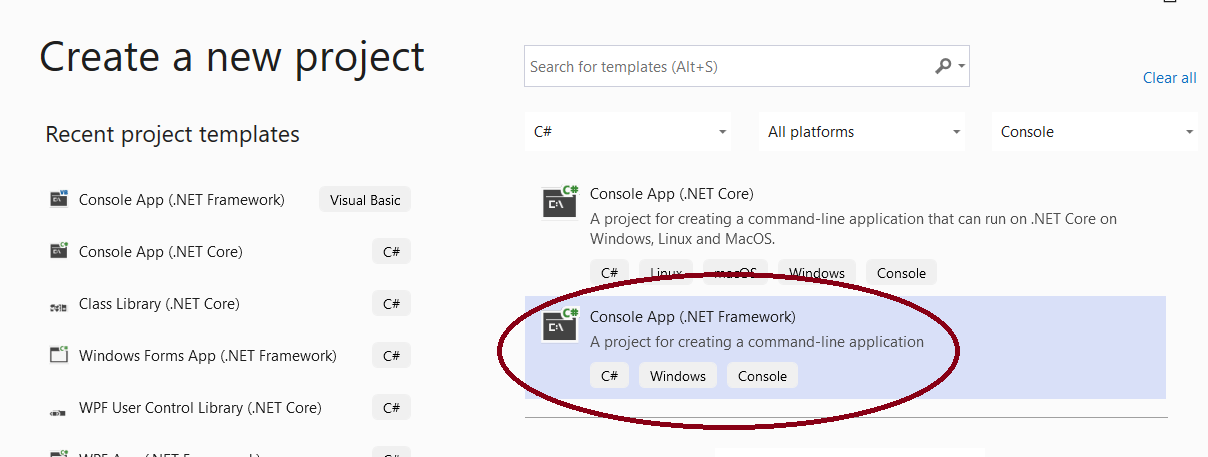 Create a new project
Search for templates (Alt+S)
Clear all
Recent project templates
C#
All platforms
Console
Console App (.NET Framework)
Visual Basic
Console App (.NET Core)
C#
Class Library (.NET Core)
C#
Windows Forms App (.NET Framework)
C#
WPF User Control Library (.NET Core)
C#
WPF App (.NET Framework)
C#
Console App (.NET Core)
A project for creating a command-line application that can run on .NET Core on
Windows, Linux and MacOS.
C# Linux macOS Windows Console
Console App (.NET Framework)
A project for creating a command-line application
C# Windows Console